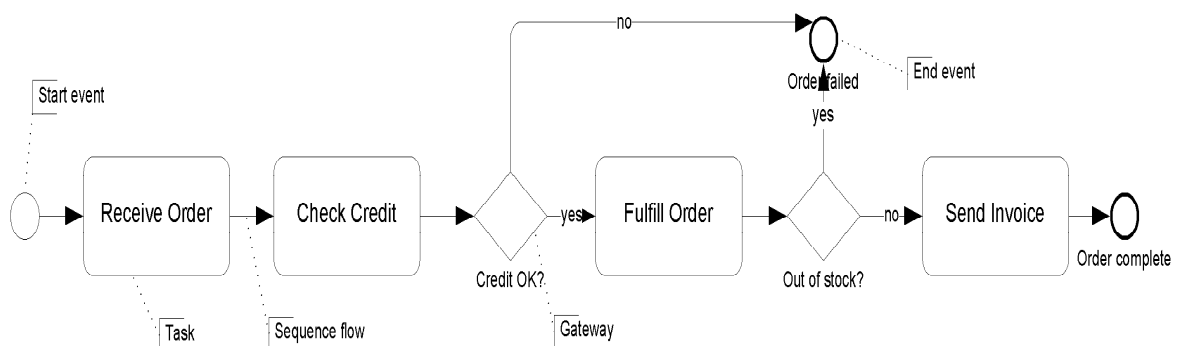 no
Order failed
End event
Start event
yes
Receive Order
Check Credit
yes
Fulfill Order
no
Send Invoice
Credit OK?
Out of stock?
Order complete
Task
Sequence flow
Gateway